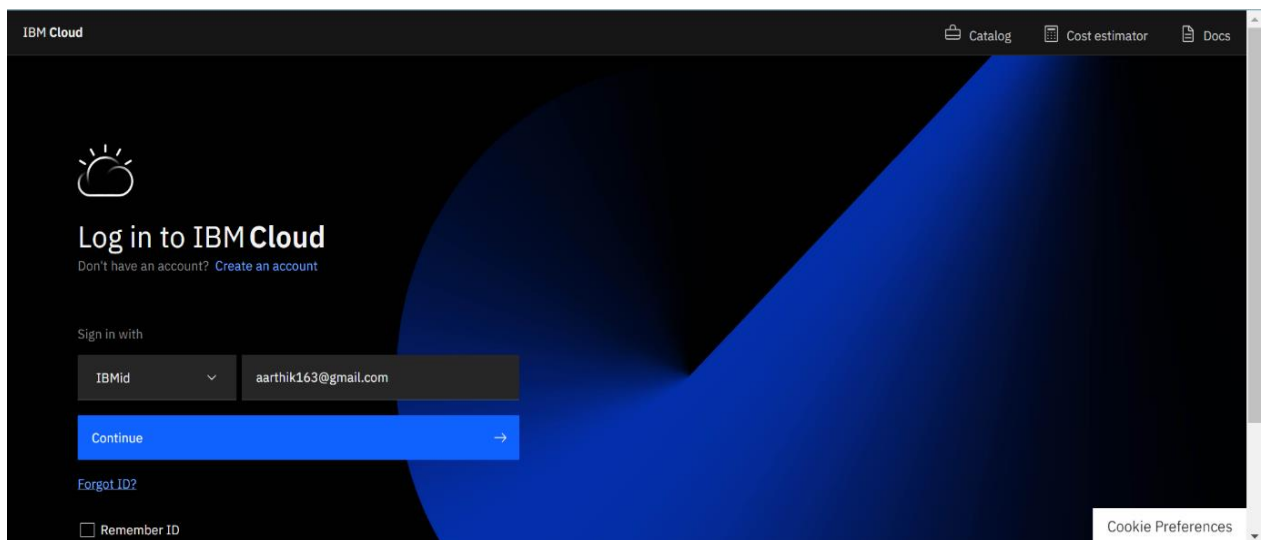 IBM Cloud Catalog Cost estimator Docs
Log in to IBM Cloud
Don't have an account? Create an account
Sign in with
IBMid aarthik163@gmail.com
Continue
Forgot ID?
Remember ID
Cookie Preferences